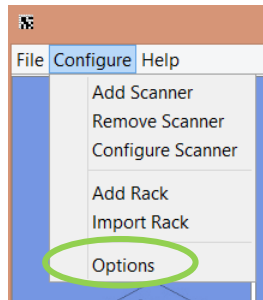 File Configure Help
Add Scanner
Remove Scanner
Configure Scanner
Add Rack
Import Rack
Options